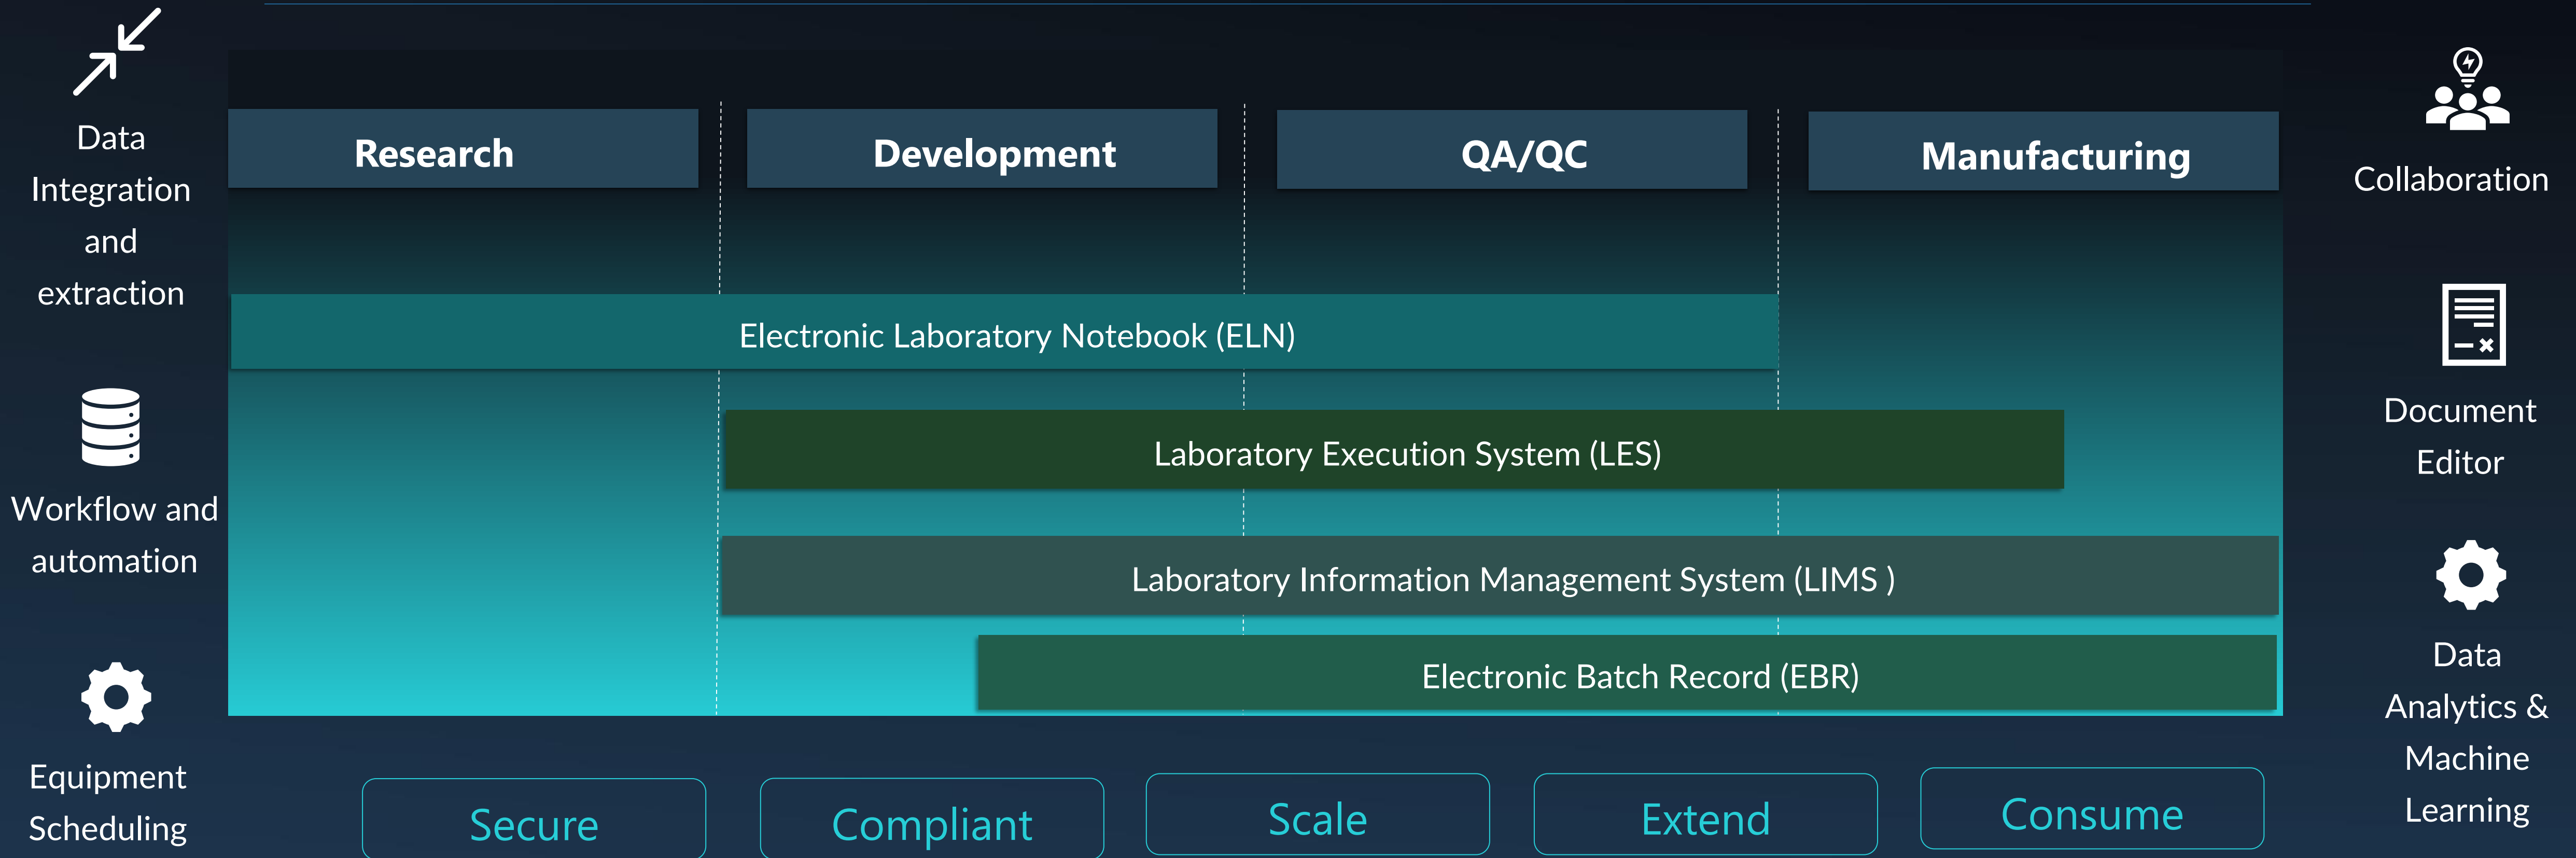 Data
Integration
and
extraction
Workflow and
automation
Equipment
Scheduling
Research
Development
QA/QC
Manufacturing
Electronic Laboratory Notebook (ELN)
Laboratory Execution System (LES)
Laboratory Information Management System (LIMS )
Electronic Batch Record (EBR)
Secure
Compliant
Scale
Extend
Consume
Collaboration
Document
Editor
Data
Analytics &
Machine
Learning